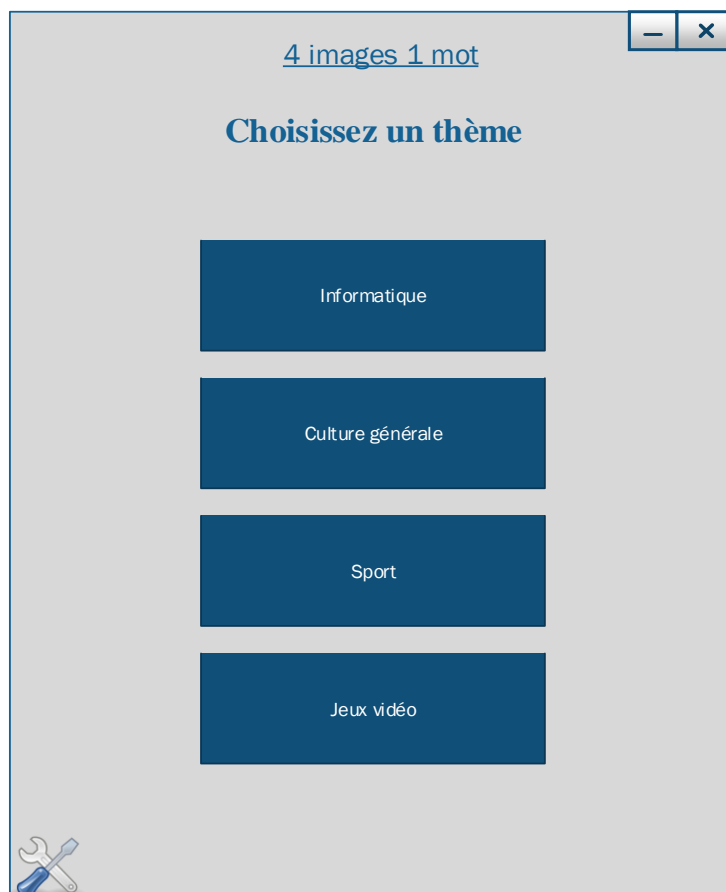 4 images 1 mot
Choisissez un thème
Informatique
Culture générale
Sport
Jeux vidéo